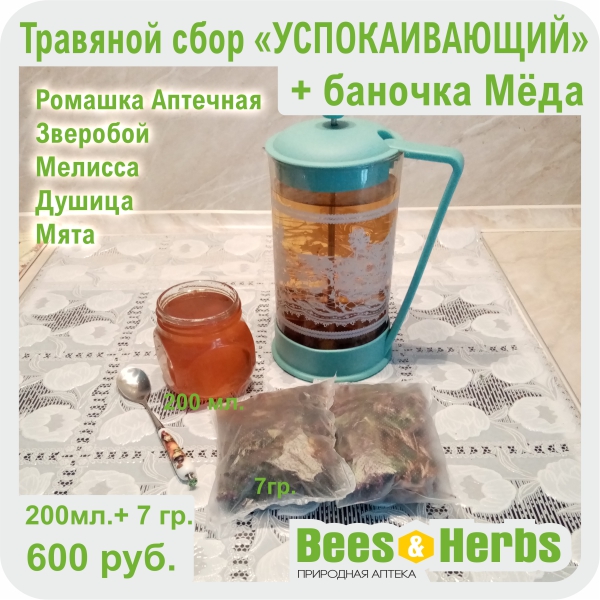 Травяной сбор «УСПОКАИВАЮЩИЙ»
+ баночка Мёда
Ромашка Аптечная
Зверобой
Мелисса
Душица
Мята
200 мл.
7гр.
200мл.+ 7 гр.
600 руб.
Bees&Herbs
ПРИРОДНАЯ АПТЕКА